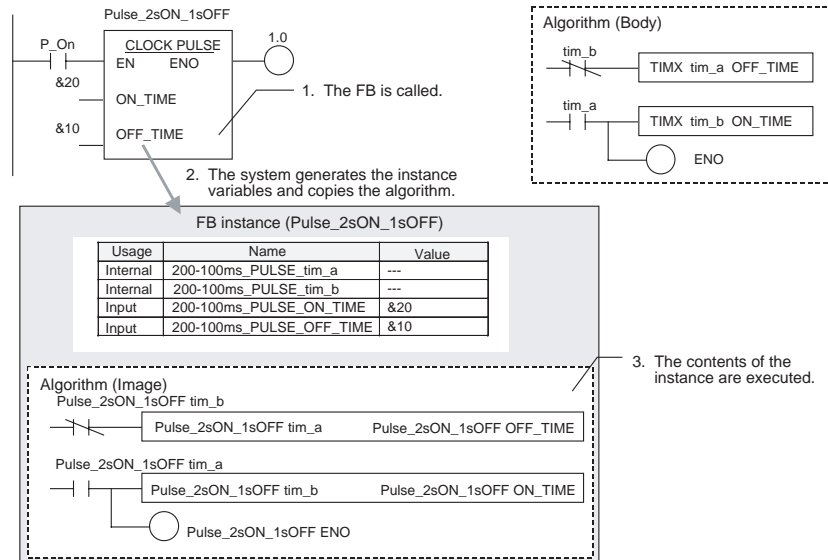 Pulse_2sON_1sOFF
P_On
CLOCK PULSE
EN ENO
1.0
&20
ON_TIME
&10
OFF_TIME
1. The FB is called.
2. The system generates the instance
variables and copies the algorithm.
Algorithm (Body)
tim_b
TIMX tim_a OFF_TIME
tim_a
TIMX tim_b ON_TIME
ENO
FB instance (Pulse_2sON_1sOFF)
Usage Name Value
Internal 200-100ms_PULSE_tim_a ---
Internal 200-100ms_PULSE_tim_b ---
Input 200-100ms_PULSE_ON_TIME &20
Input 200-100ms_PULSE_OFF_TIME &10
3. The contents of the
instance are executed.
Algorithm (Image)
Pulse_2sON_1sOFF tim_b
Pulse_2sON_1sOFF tim_a Pulse_2sON_1sOFF OFF_TIME
Pulse_2sON_1sOFF tim_a
Pulse_2sON_1sOFF tim_b Pulse_2sON_1sOFF ON_TIME
Pulse_2sON_1sOFF ENO